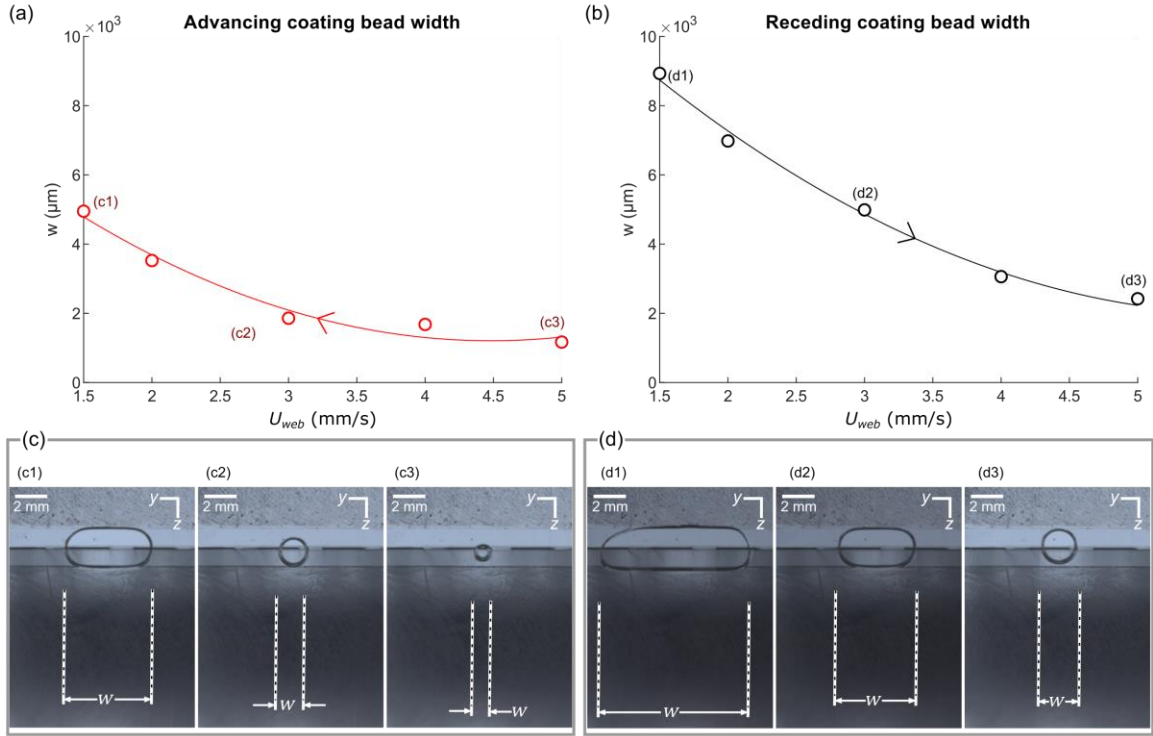 (a)
Advancing coating bead width
10 × 10³
8
6
4
2
0
w (µm)
(c1)
(c2)
(c3)
1.5 2 2.5 3 3.5 4 4.5 5
U_web (mm/s)
(b)
Receding coating bead width
10 × 10³
8
6
4
2
0
w (µm)
(d1)
(d2)
(d3)
1.5 2 2.5 3 3.5 4 4.5 5
U_web (mm/s)
(c)
(c1) (c2) (c3)
2 mm y z 2 mm y z 2 mm y z
w w w
(d)
(d1) (d2) (d3)
2 mm y z 2 mm y z 2 mm y z
w w w